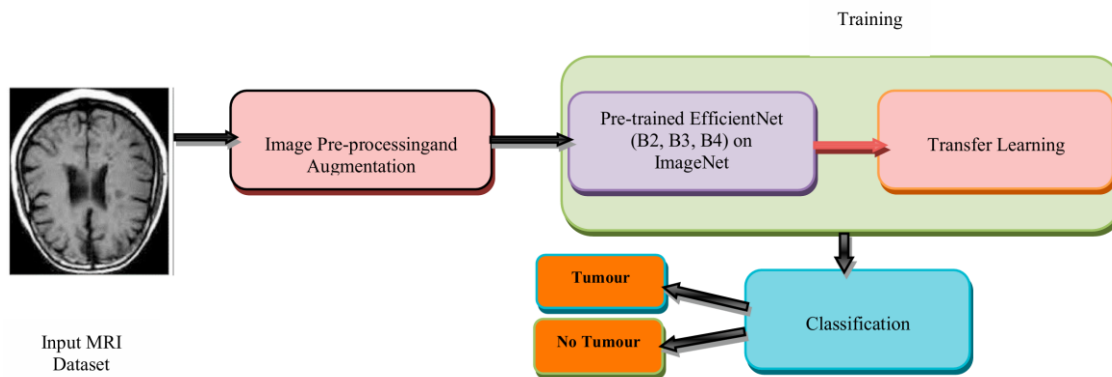 Training
Image Pre-processingand
Augmentation
Pre-trained EfficientNet
(B2, B3, B4) on
ImageNet
Transfer Learning
Tumour
No Tumour
Classification
Input MRI
Dataset